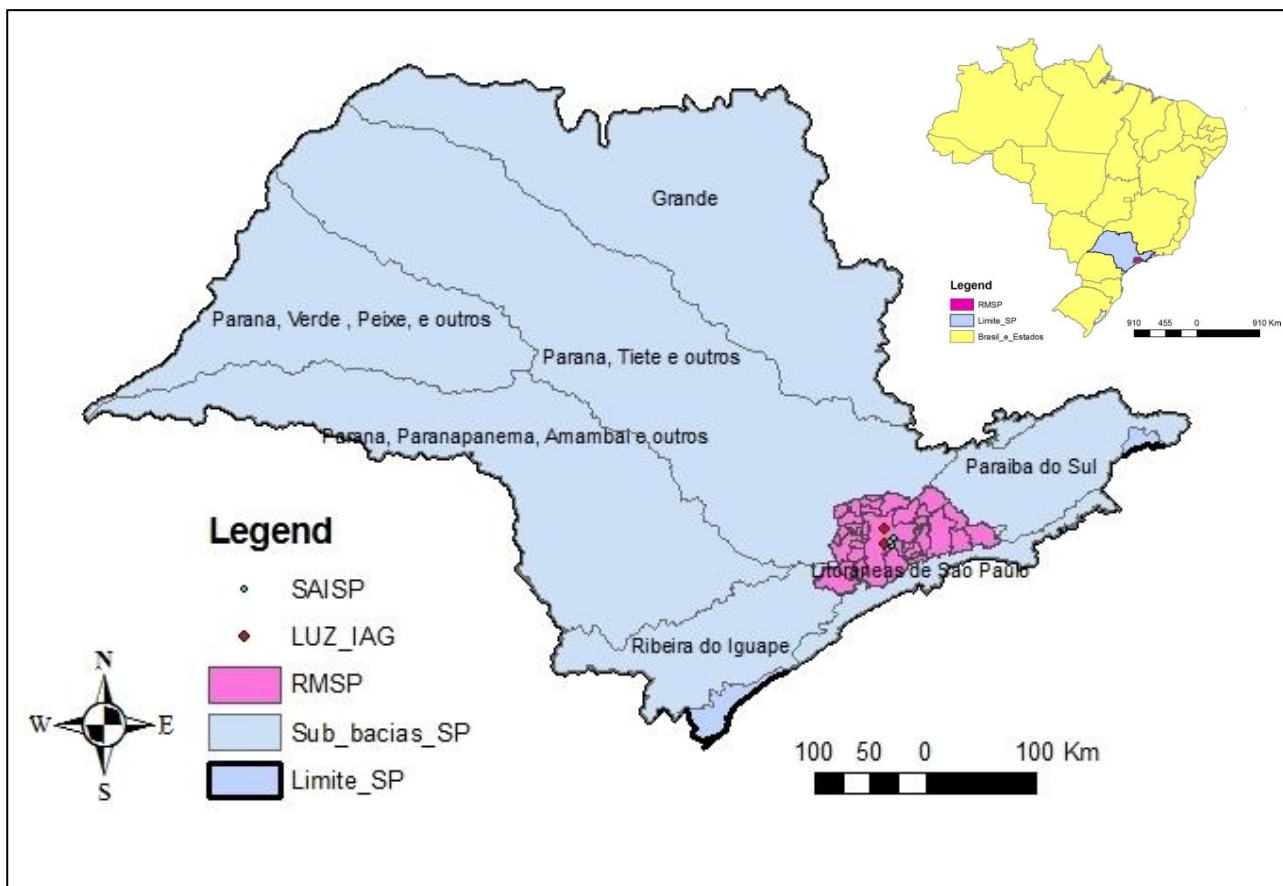 Grande
Parana, Verde , Peixe, e outros
Parana, Tiete e outros
Parana, Paranapanema, Amambal e outros
Paraiba do Sul
Litoraneas de Sao Paulo
Ribeira do Iguape
Legend
SAISP
LUZ_IAG
RMSP
Sub_bacias_SP
Limite_SP
N
W E
S
100 50 0 100 Km
Legend
RMSP
Limite_SP
Brasil_e_Estados
910 455 0 910 Km